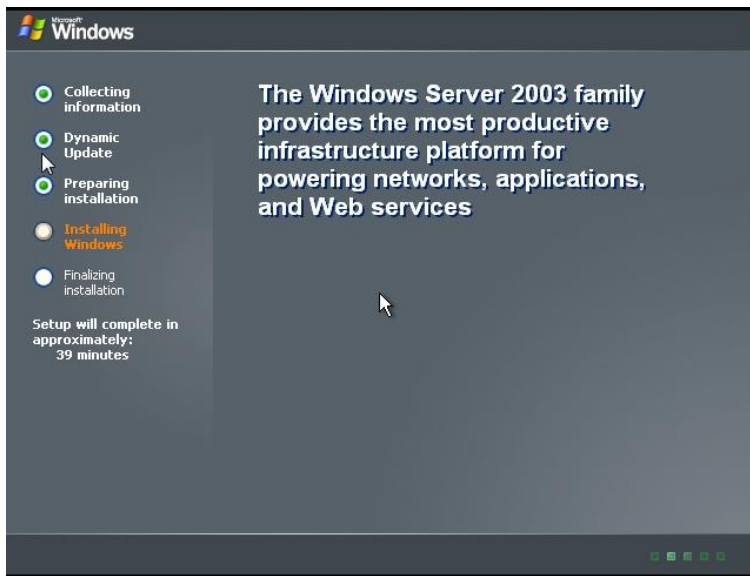 Microsoft
Windows
Collecting
information
Dynamic
Update
Preparing
installation
Installing
Windows
Finalizing
installation
Setup will complete in
approximately:
39 minutes
The Windows Server 2003 family
provides the most productive
infrastructure platform for
powering networks, applications,
and Web services